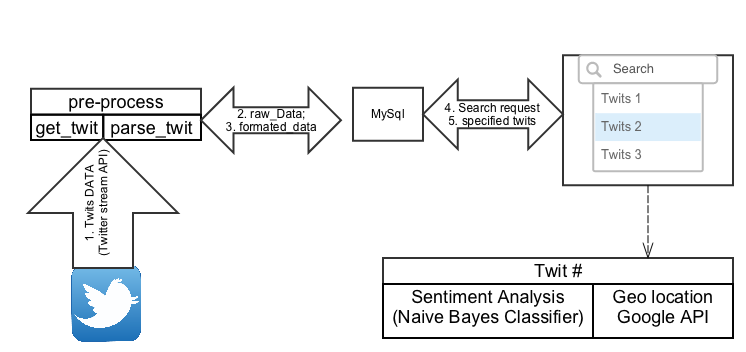 pre-process
get_twit
parse_twit
1. Twits DATA
(Twitter stream API)
2. raw_Data;
3. formated_data
MySql
4. Search request
5. specified twits
Search
Twits 1
Twits 2
Twits 3
Twit #
Sentiment Analysis
(Naive Bayes Classifier)
Geo location
Google API